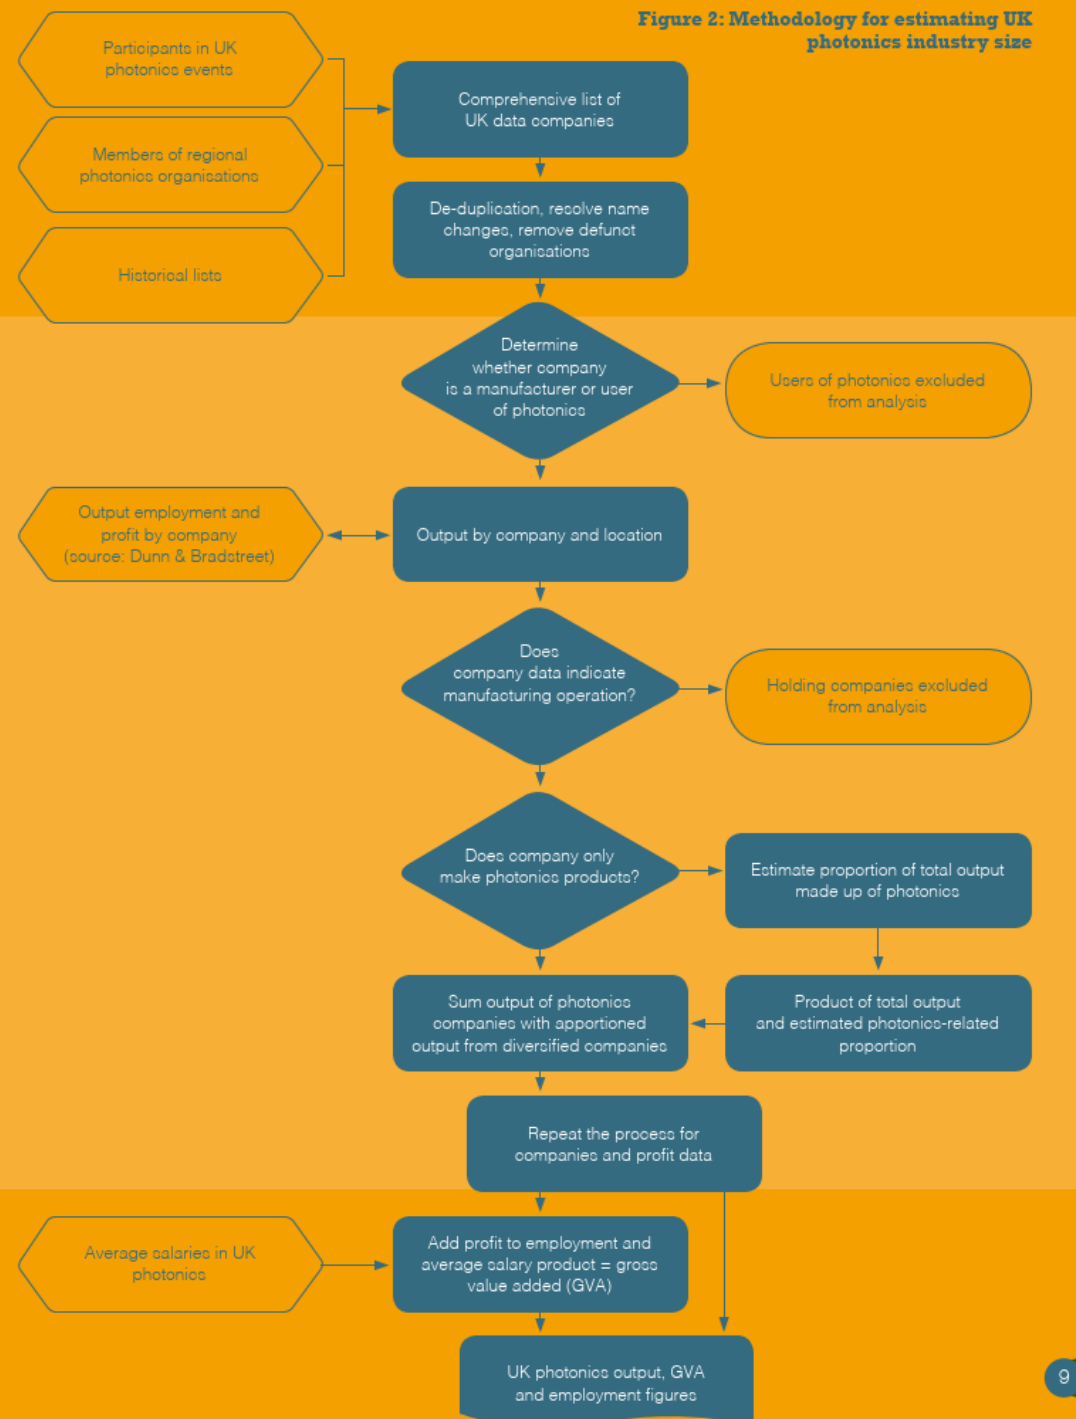 Figure 2: Methodology for estimating UK
photonics industry size
Participants in UK
photonics events
Members of regional
photonics organisations
Historical lists
Comprehensive list of
UK data companies
De-duplication, resolve name
changes, remove defunct
organisations
Determine
whether company
is a manufacturer or user
of photonics
Users of photonics excluded
from analysis
Output employment and
profit by company
(source: Dunn & Bradstreet)
Output by company and location
Does
company data indicate
manufacturing operation?
Holding companies excluded
from analysis
Does company only
make photonics products?
Estimate proportion of total output
made up of photonics
Sum output of photonics
companies with apportioned
output from diversified companies
Product of total output
and estimated photonics-related
proportion
Repeat the process for
companies and profit data
Average salaries in UK
photonics
Add profit to employment and
average salary product = gross
value added (GVA)
UK photonics output, GVA
and employment figures
9